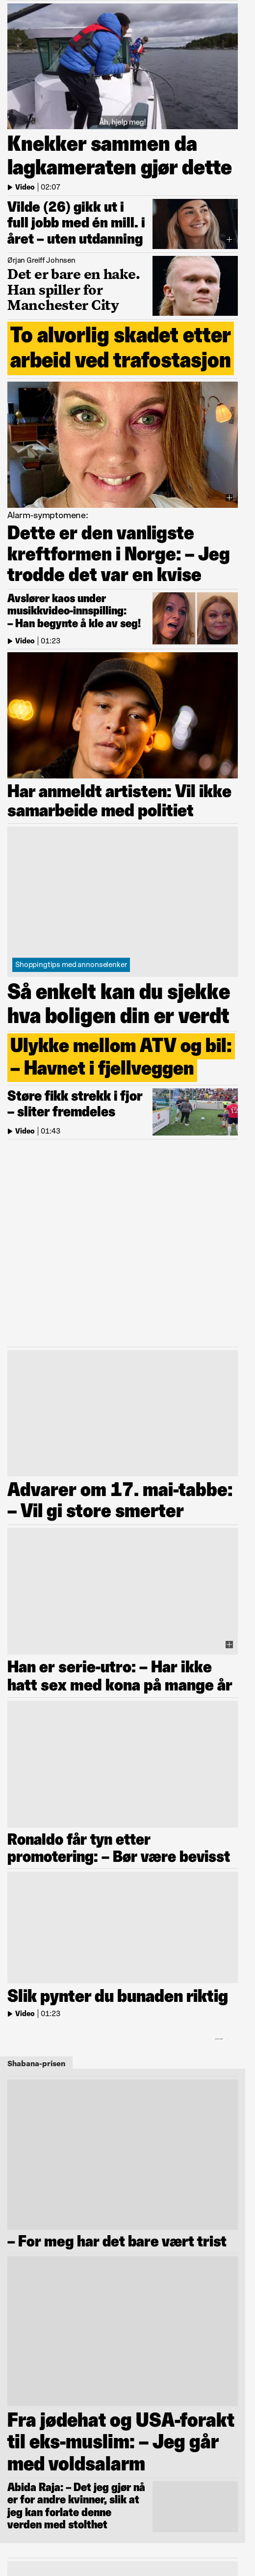 Åh, hjelp meg!
Knekker sammen da
lagkameraten gjør dette
Video | 02:07
Vilde (26) gikk ut i
full jobb med én mill. i
året – uten utdanning
Ørjan Greiff Johnsen
Det er bare en hake.
Han spiller for
Manchester City
To alvorlig skadet etter
arbeid ved trafostasjon
Alarm-symptomene:
Dette er den vanligste
kreftformen i Norge: – Jeg
trodde det var en kvise
Avslører kaos under
musikkvideo-innspilling:
– Han begynte å kle av seg!
Video | 01:23
Har anmeldt artisten: Vil ikke
samarbeide med politiet
Shoppingtips med annonselenker
Så enkelt kan du sjekke
hva boligen din er verdt
Ulykke mellom ATV og bil:
– Havnet i fjellveggen
Støre fikk strekk i fjor
– sliter fremdeles
Video | 01:43
Advarer om 17. mai-tabbe:
– Vil gi store smerter
Han er serie-utro: – Har ikke
hatt sex med kona på mange år
Ronaldo får tyn etter
promotering: – Bør være bevisst
Slik pynter du bunaden riktig
Video | 01:23
Shabana-prisen
– For meg har det bare vært trist
Fra jødehat og USA-forakt
til eks-muslim: – Jeg går
med voldsalarm
Abida Raja: – Det jeg gjør nå
er for andre kvinner, slik at
jeg kan forlate denne
verden med stolthet